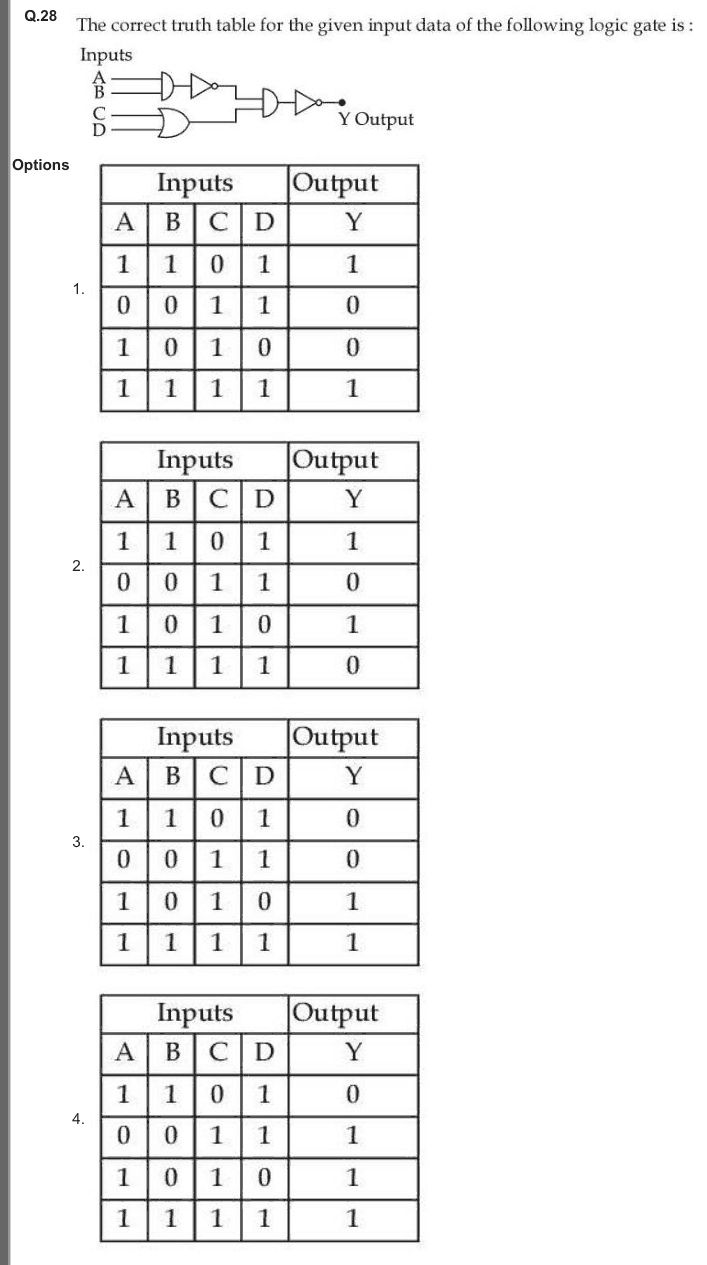 Q.28 The correct truth table for the given input data of the following logic gate is :
Inputs
A
B
C
D
Y Output
Options
1.
Inputs Output
A B C D Y
1 1 0 1 1
0 0 1 1 0
1 0 1 0 0
1 1 1 1 1
2.
Inputs Output
A B C D Y
1 1 0 1 1
0 0 1 1 0
1 0 1 0 1
1 1 1 1 0
3.
Inputs Output
A B C D Y
1 1 0 1 0
0 0 1 1 0
1 0 1 0 1
1 1 1 1 1
4.
Inputs Output
A B C D Y
1 1 0 1 0
0 0 1 1 1
1 0 1 0 1
1 1 1 1 1